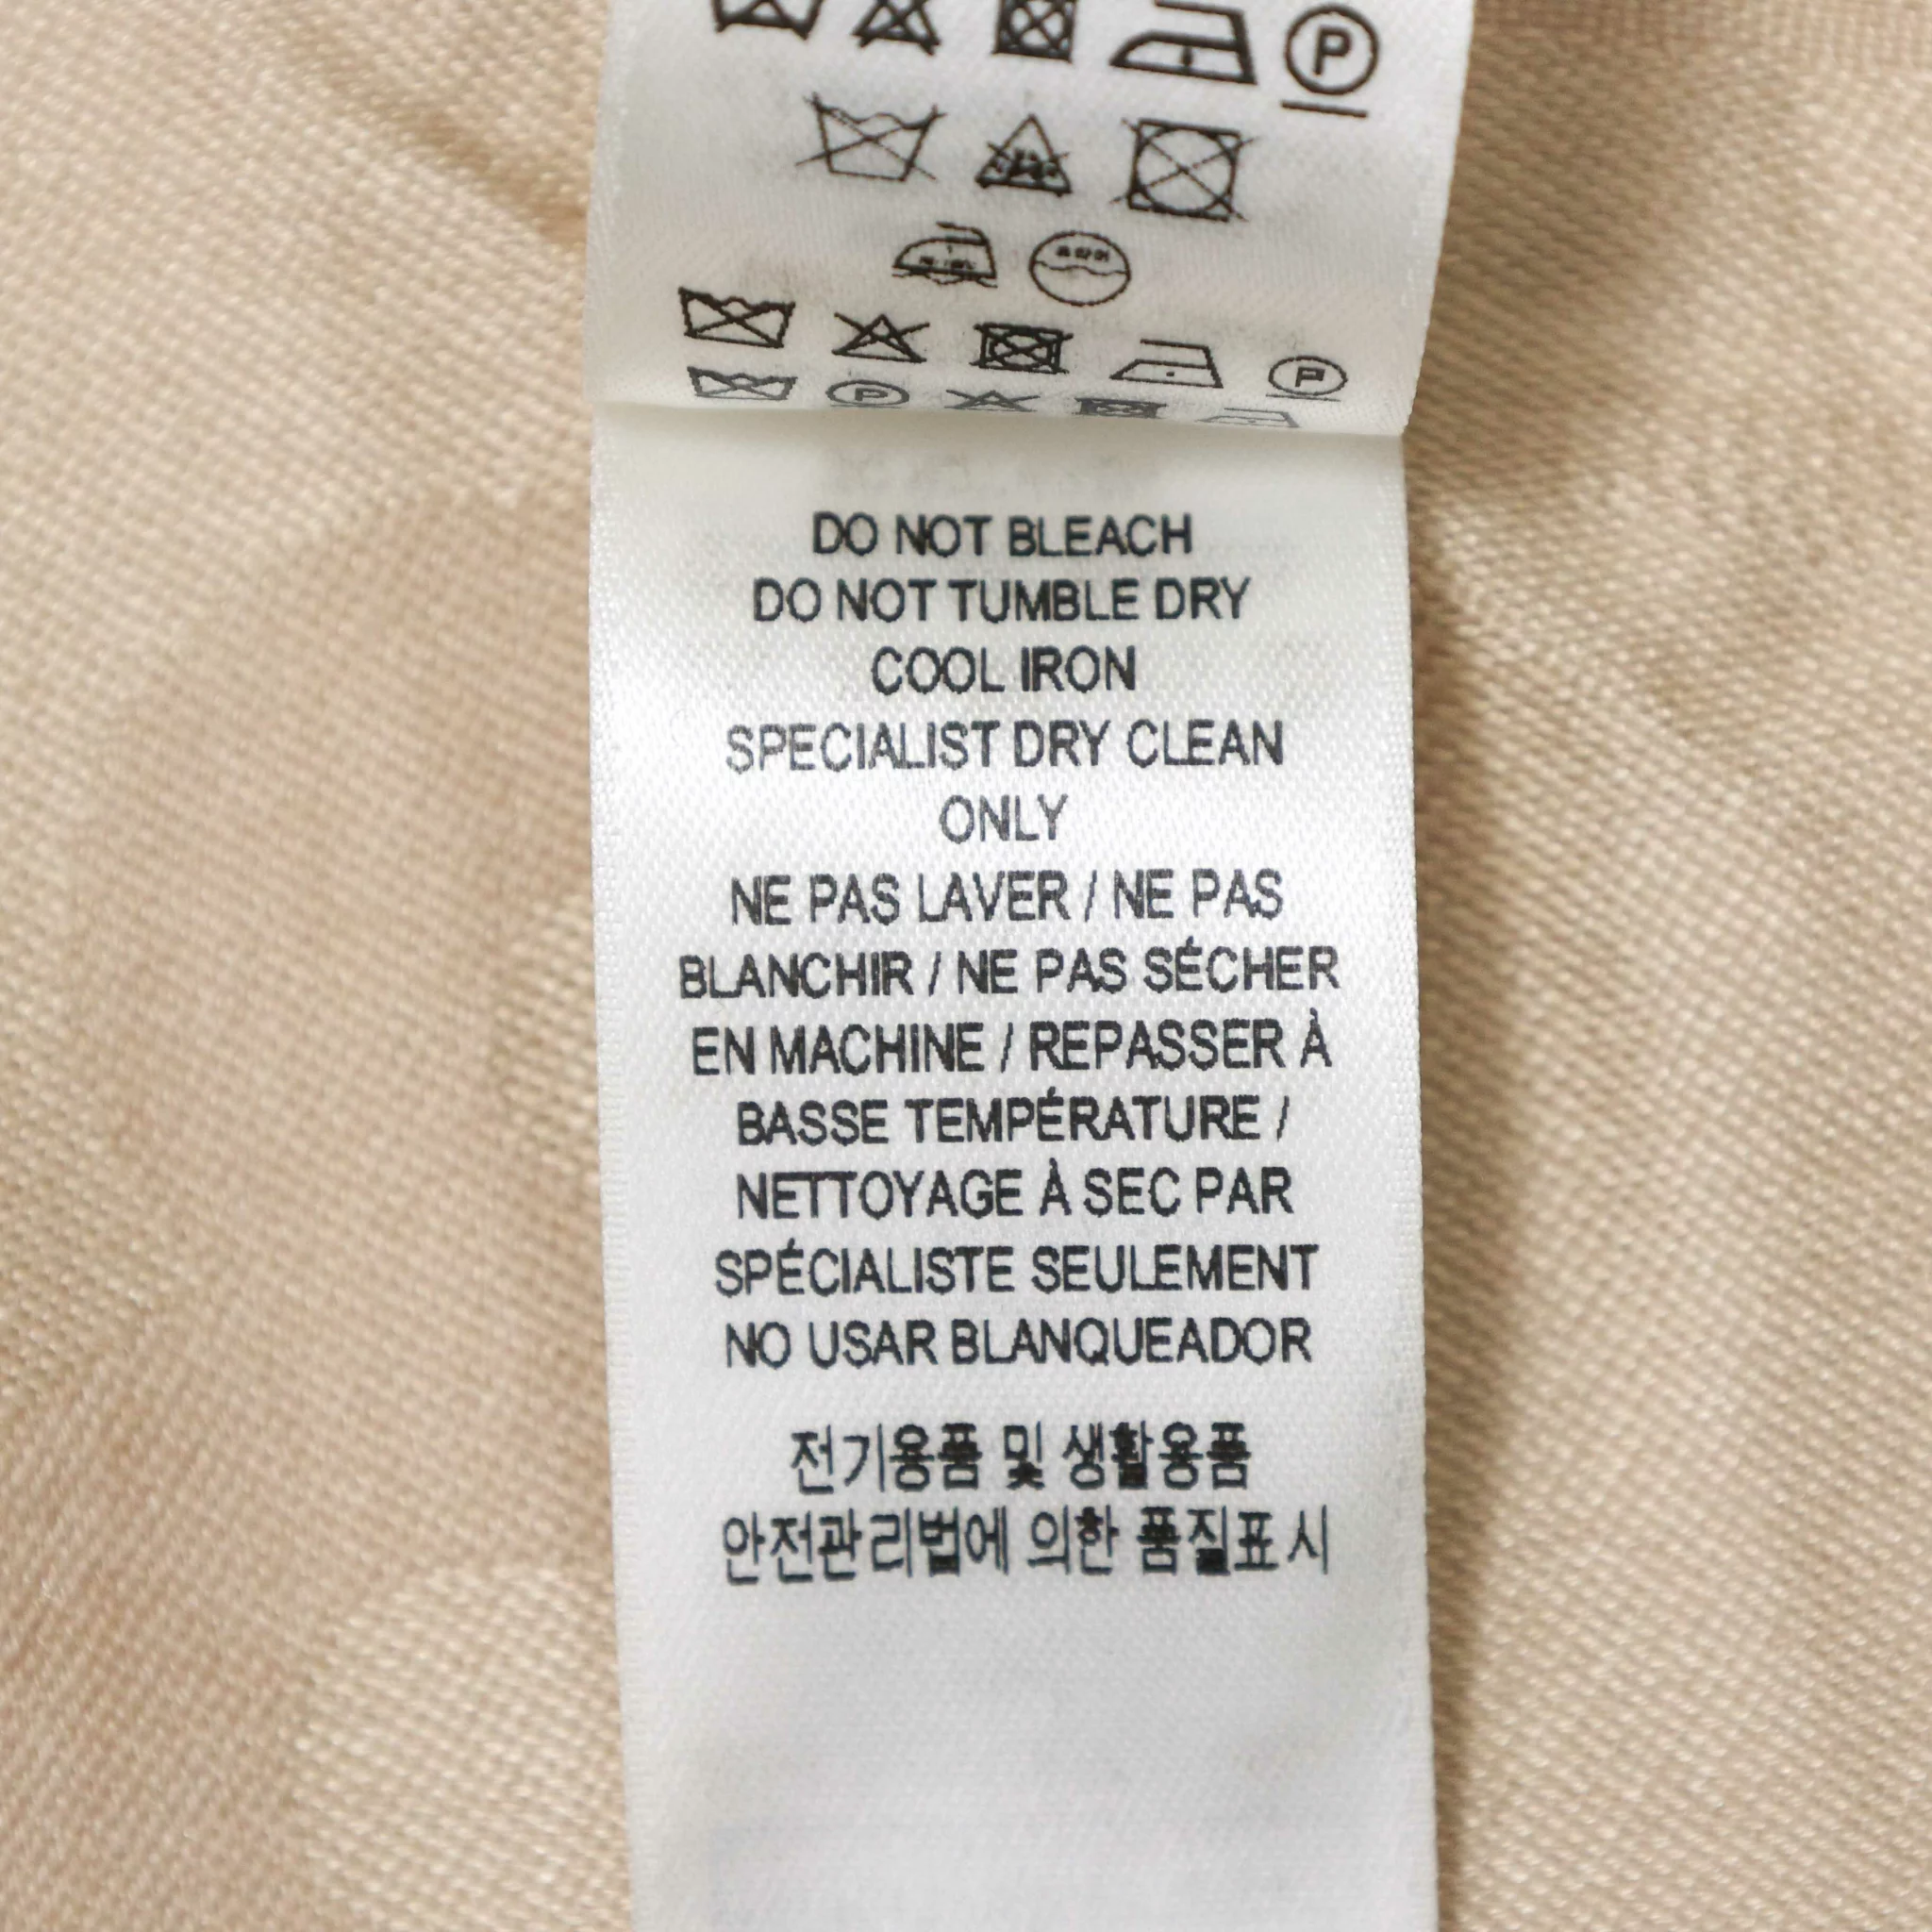 P
P
P
DO NOT BLEACH
DO NOT TUMBLE DRY
COOL IRON
SPECIALIST DRY CLEAN
ONLY
NE PAS LAVER / NE PAS
BLANCHIR / NE PAS SÉCHER
EN MACHINE / REPASSER À
BASSE TEMPÉRATURE /
NETTOYAGE À SEC PAR
SPÉCIALISTE SEULEMENT
NO USAR BLANQUEADOR
전기용품 및 생활용품
안전관리법에 의한 품질표시